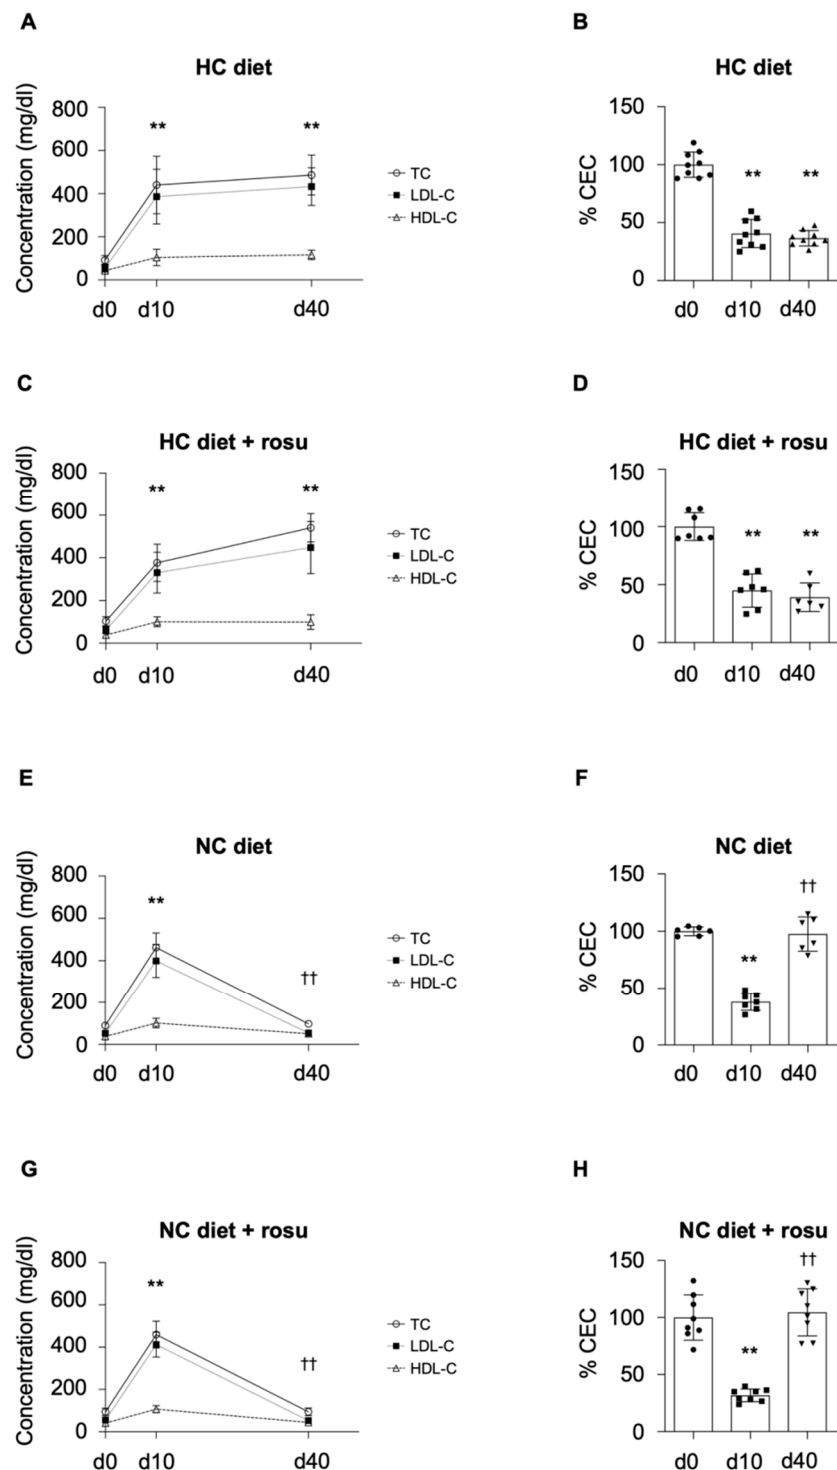 A
HC diet
Concentration (mg/dl)
800
600
400
200
0
**
**
d0 d10 d40
TC
LDL-C
HDL-C
B
HC diet
% CEC
150
100
50
0
**
**
d0 d10 d40
C
HC diet + rosu
Concentration (mg/dl)
800
600
400
200
0
**
**
d0 d10 d40
TC
LDL-C
HDL-C
D
HC diet + rosu
% CEC
150
100
50
0
**
**
d0 d10 d40
E
NC diet
Concentration (mg/dl)
800
600
400
200
0
**
††
d0 d10 d40
TC
LDL-C
HDL-C
F
NC diet
% CEC
150
100
50
0
**
††
d0 d10 d40
G
NC diet + rosu
Concentration (mg/dl)
800
600
400
200
0
**
††
d0 d10 d40
TC
LDL-C
HDL-C
H
NC diet + rosu
% CEC
150
100
50
0
**
††
d0 d10 d40